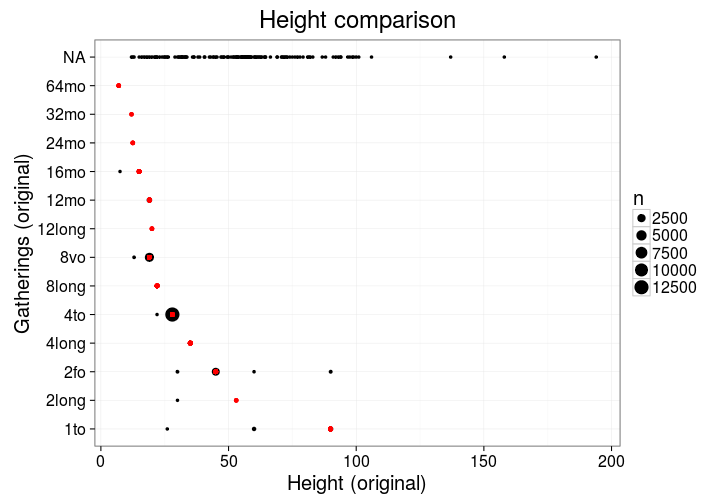 Height comparison
Gatherings (original)
NA
64mo
32mo
24mo
16mo
12mo
12long
8vo
8long
4to
4long
2fo
2long
1to
0 50 100 150 200
Height (original)
n
2500
5000
7500
10000
12500